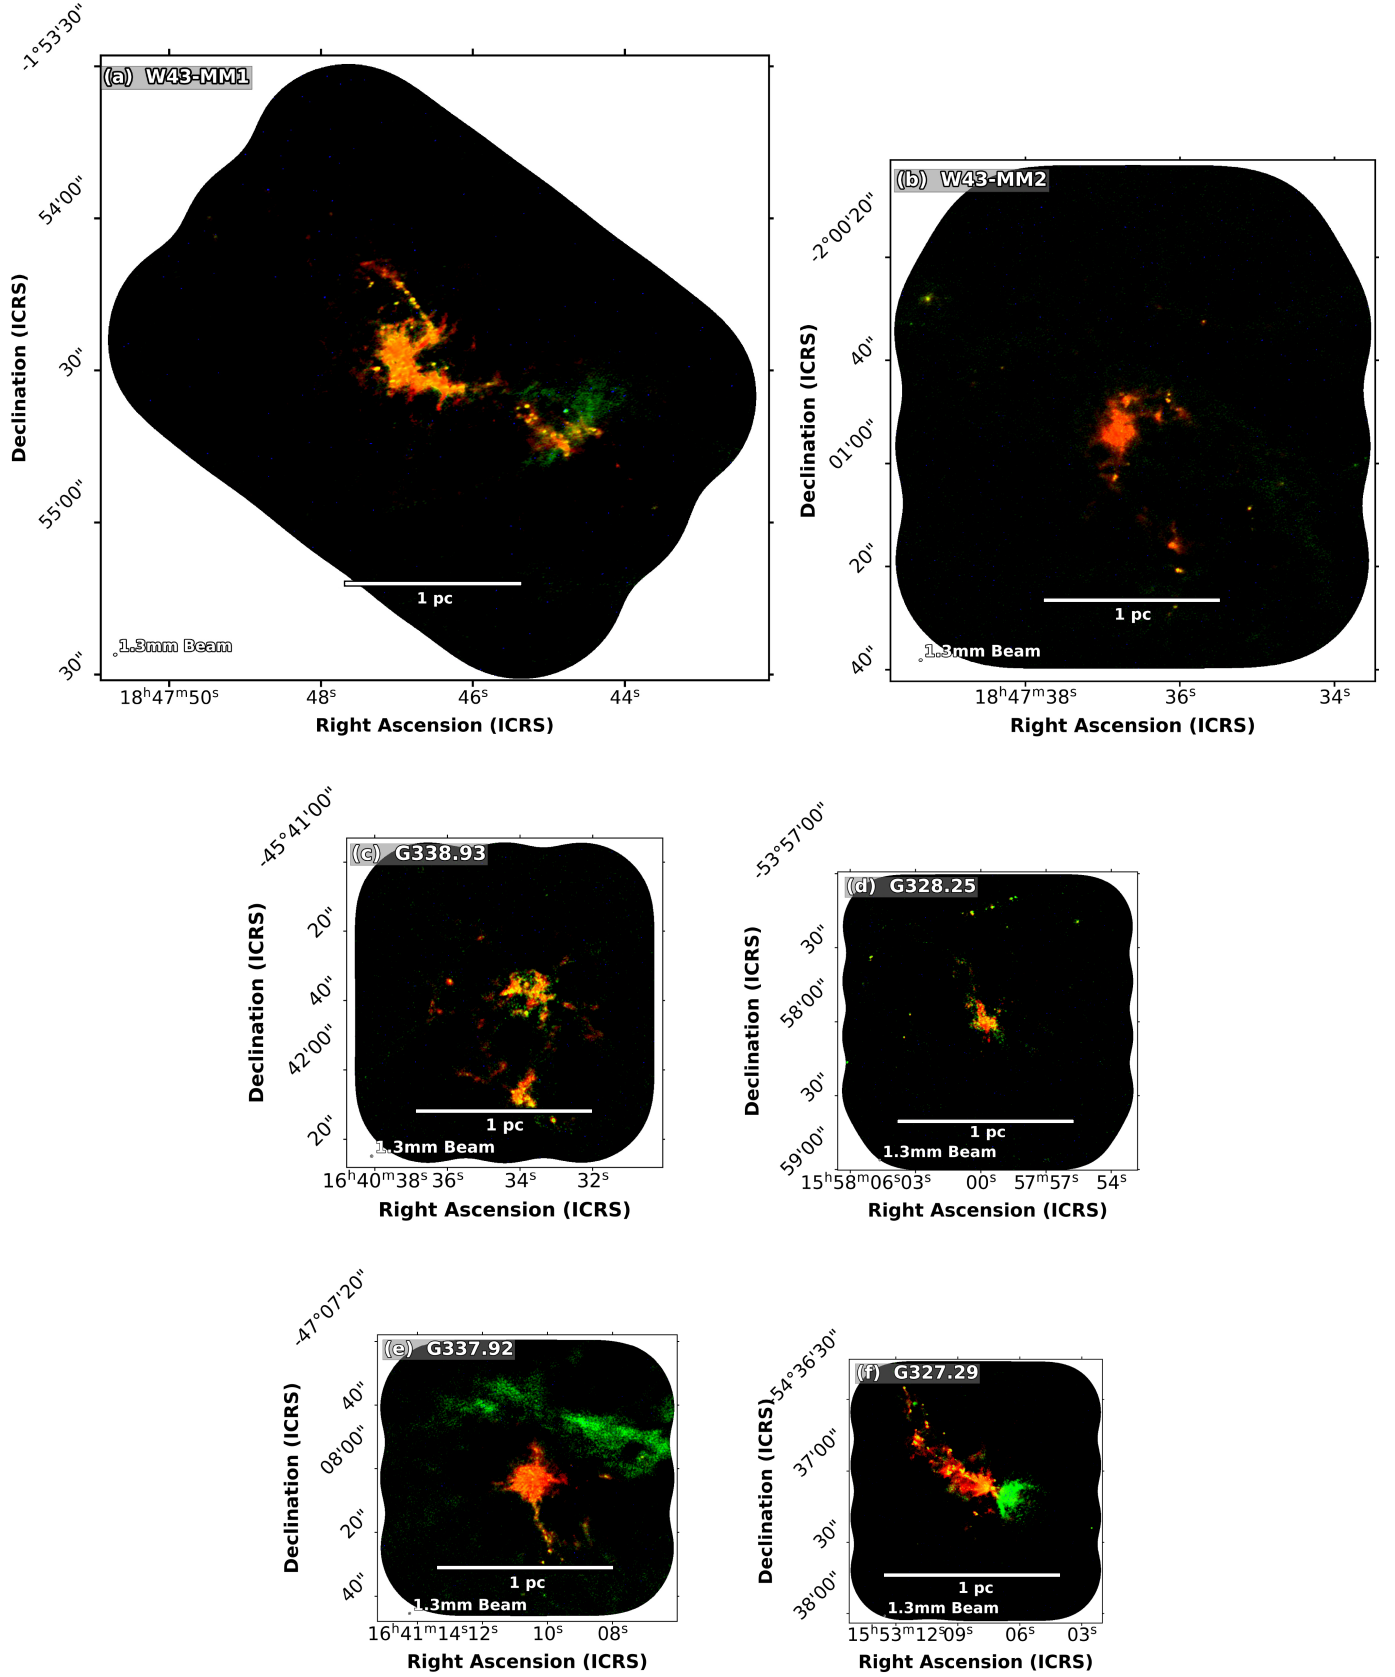 (a) W43-MM1
-1°53'30"
54'00"
30"
55'00"
30"
Declination (ICRS)
1 pc
1.3mm Beam
18ʰ47ᵐ50ˢ 48ˢ 46ˢ 44ˢ
Right Ascension (ICRS)
(b) W43-MM2
-2°00'20"
40"
01'00"
20"
40"
Declination (ICRS)
1 pc
1.3mm Beam
18ʰ47ᵐ38ˢ 36ˢ 34ˢ
Right Ascension (ICRS)
(c) G338.93
-45°41'00"
20"
40"
42'00"
20"
Declination (ICRS)
1 pc
1.3mm Beam
16ʰ40ᵐ38ˢ 36ˢ 34ˢ 32ˢ
Right Ascension (ICRS)
(d) G328.25
-53°57'00"
30"
58'00"
30"
59'00"
Declination (ICRS)
1 pc
1.3mm Beam
15ʰ58ᵐ06ˢ 03ˢ 00ˢ 57ᵐ57ˢ 54ˢ
Right Ascension (ICRS)
(e) G337.92
-47°07'20"
40"
08'00"
20"
40"
Declination (ICRS)
1 pc
1.3mm Beam
16ʰ41ᵐ14ˢ 12ˢ 10ˢ 08ˢ
Right Ascension (ICRS)
(f) G327.29
-54°36'30"
37'00"
30"
38'00"
Declination (ICRS)
1 pc
1.3mm Beam
15ʰ53ᵐ12ˢ 09ˢ 06ˢ 03ˢ
Right Ascension (ICRS)